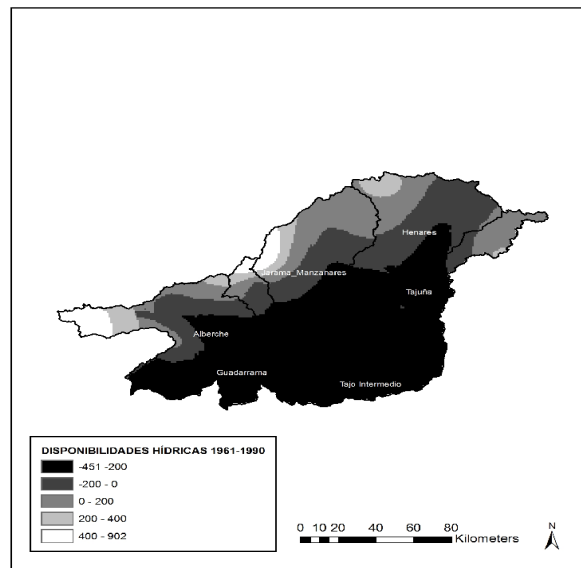 Henares
Jarama_Manzanares
Tajuña
Alberche
Guadarrama
Tajo Intermedio
DISPONIBILIDADES HÍDRICAS 1961-1990
-451 -200
-200 - 0
0 - 200
200 - 400
400 - 902
0 10 20 40 60 80
Kilometers
N